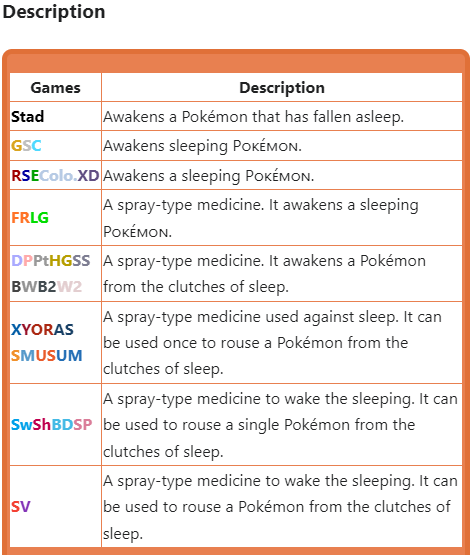 Description
Games Description
Stad Awakens a Pokémon that has fallen asleep.
GSC Awakens sleeping POKéMON.
RSEColo.XD Awakens a sleeping POKéMON.
FRLG A spray-type medicine. It awakens a sleeping
POKéMON.
DPPtHGSS A spray-type medicine. It awakens a Pokémon
BWB2W2 from the clutches of sleep.
A spray-type medicine used against sleep. It can
XYORAS be used once to rouse a Pokémon from the
SMUSUM clutches of sleep.
A spray-type medicine to wake the sleeping. It can
SwShBDSP be used to rouse a single Pokémon from the
clutches of sleep.
A spray-type medicine to wake the sleeping. It can
SV be used to rouse a Pokémon from the clutches of
sleep.